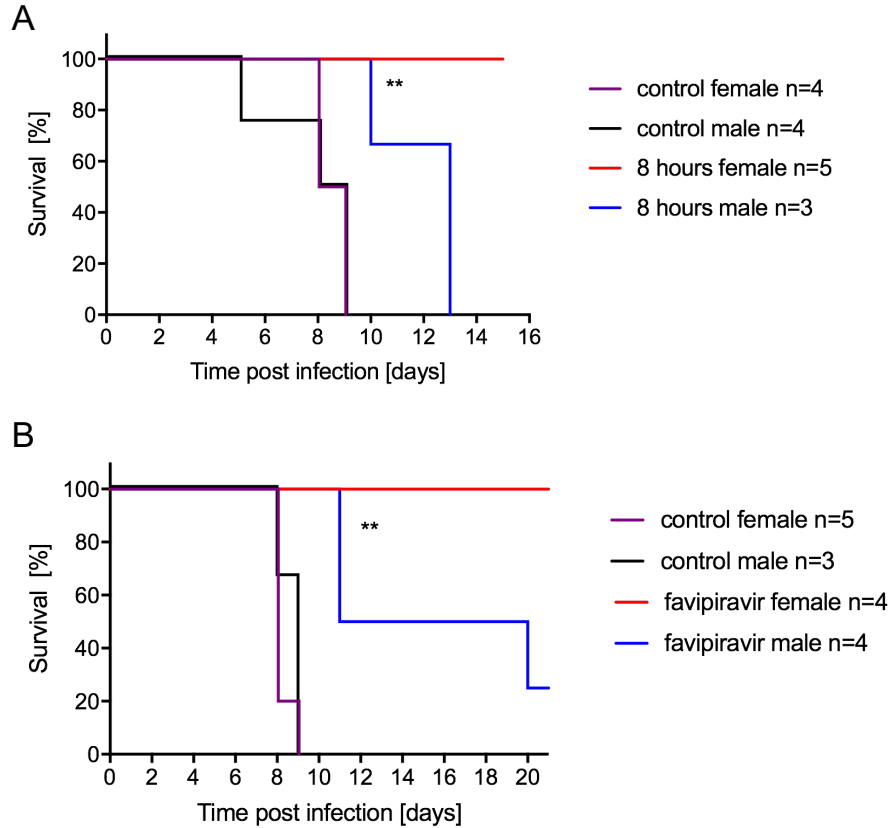 A
Survival [%]
100
80
60
40
20
0
**
0 2 4 6 8 10 12 14 16
Time post infection [days]
control female n=4
control male n=4
8 hours female n=5
8 hours male n=3
B
Survival [%]
100
80
60
40
20
0
**
0 2 4 6 8 10 12 14 16 18 20
Time post infection [days]
control female n=5
control male n=3
favipiravir female n=4
favipiravir male n=4